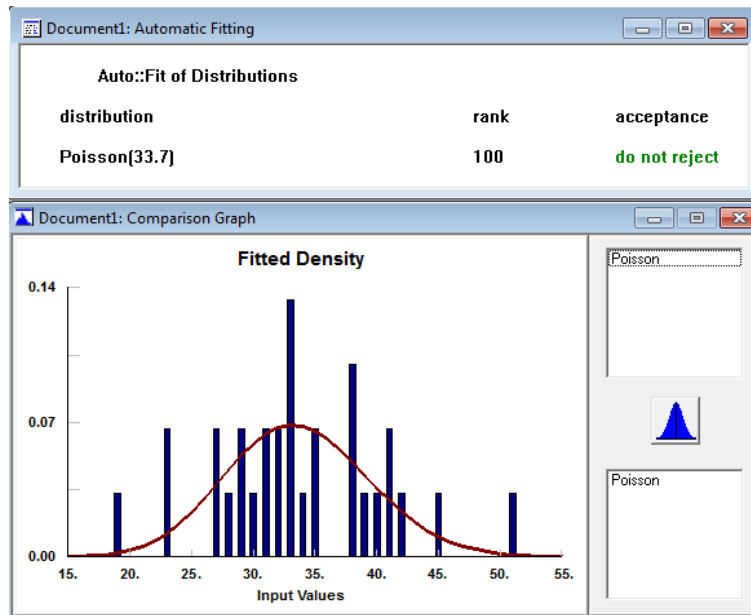 Document1: Automatic Fitting
Auto::Fit of Distributions
distribution rank acceptance
Poisson(33.7) 100 do not reject
Document1: Comparison Graph
Fitted Density
0.14
0.07
0.00
15. 20. 25. 30. 35. 40. 45. 50. 55.
Input Values
Poisson
Poisson